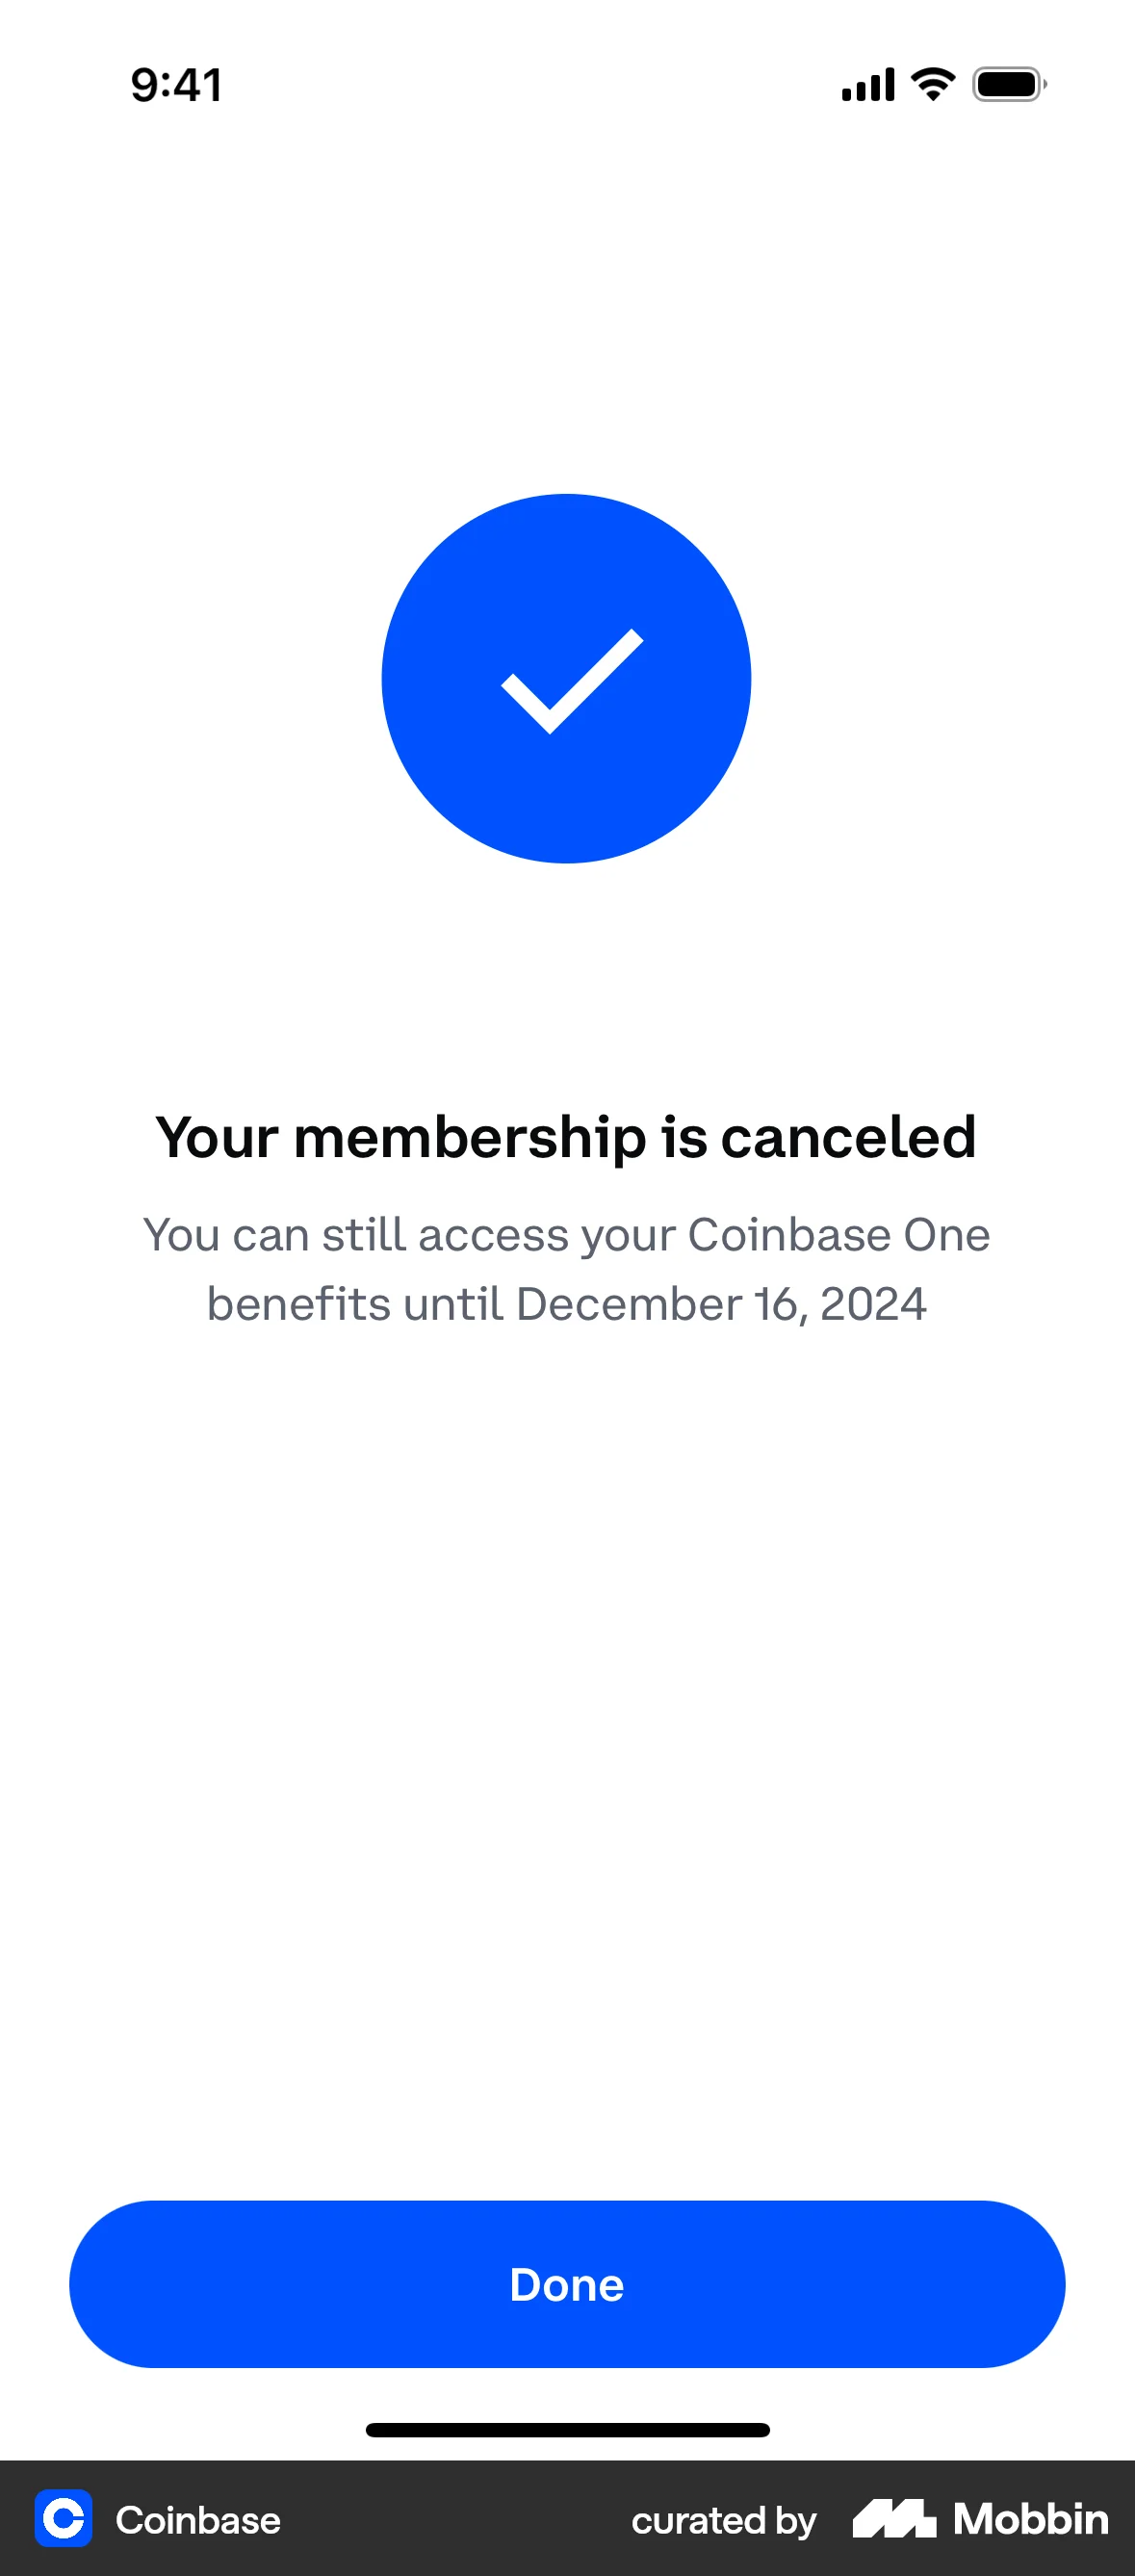 9:41
Your membership is canceled
You can still access your Coinbase One
benefits until December 16, 2024
Done
Coinbase
curated by Mobbin